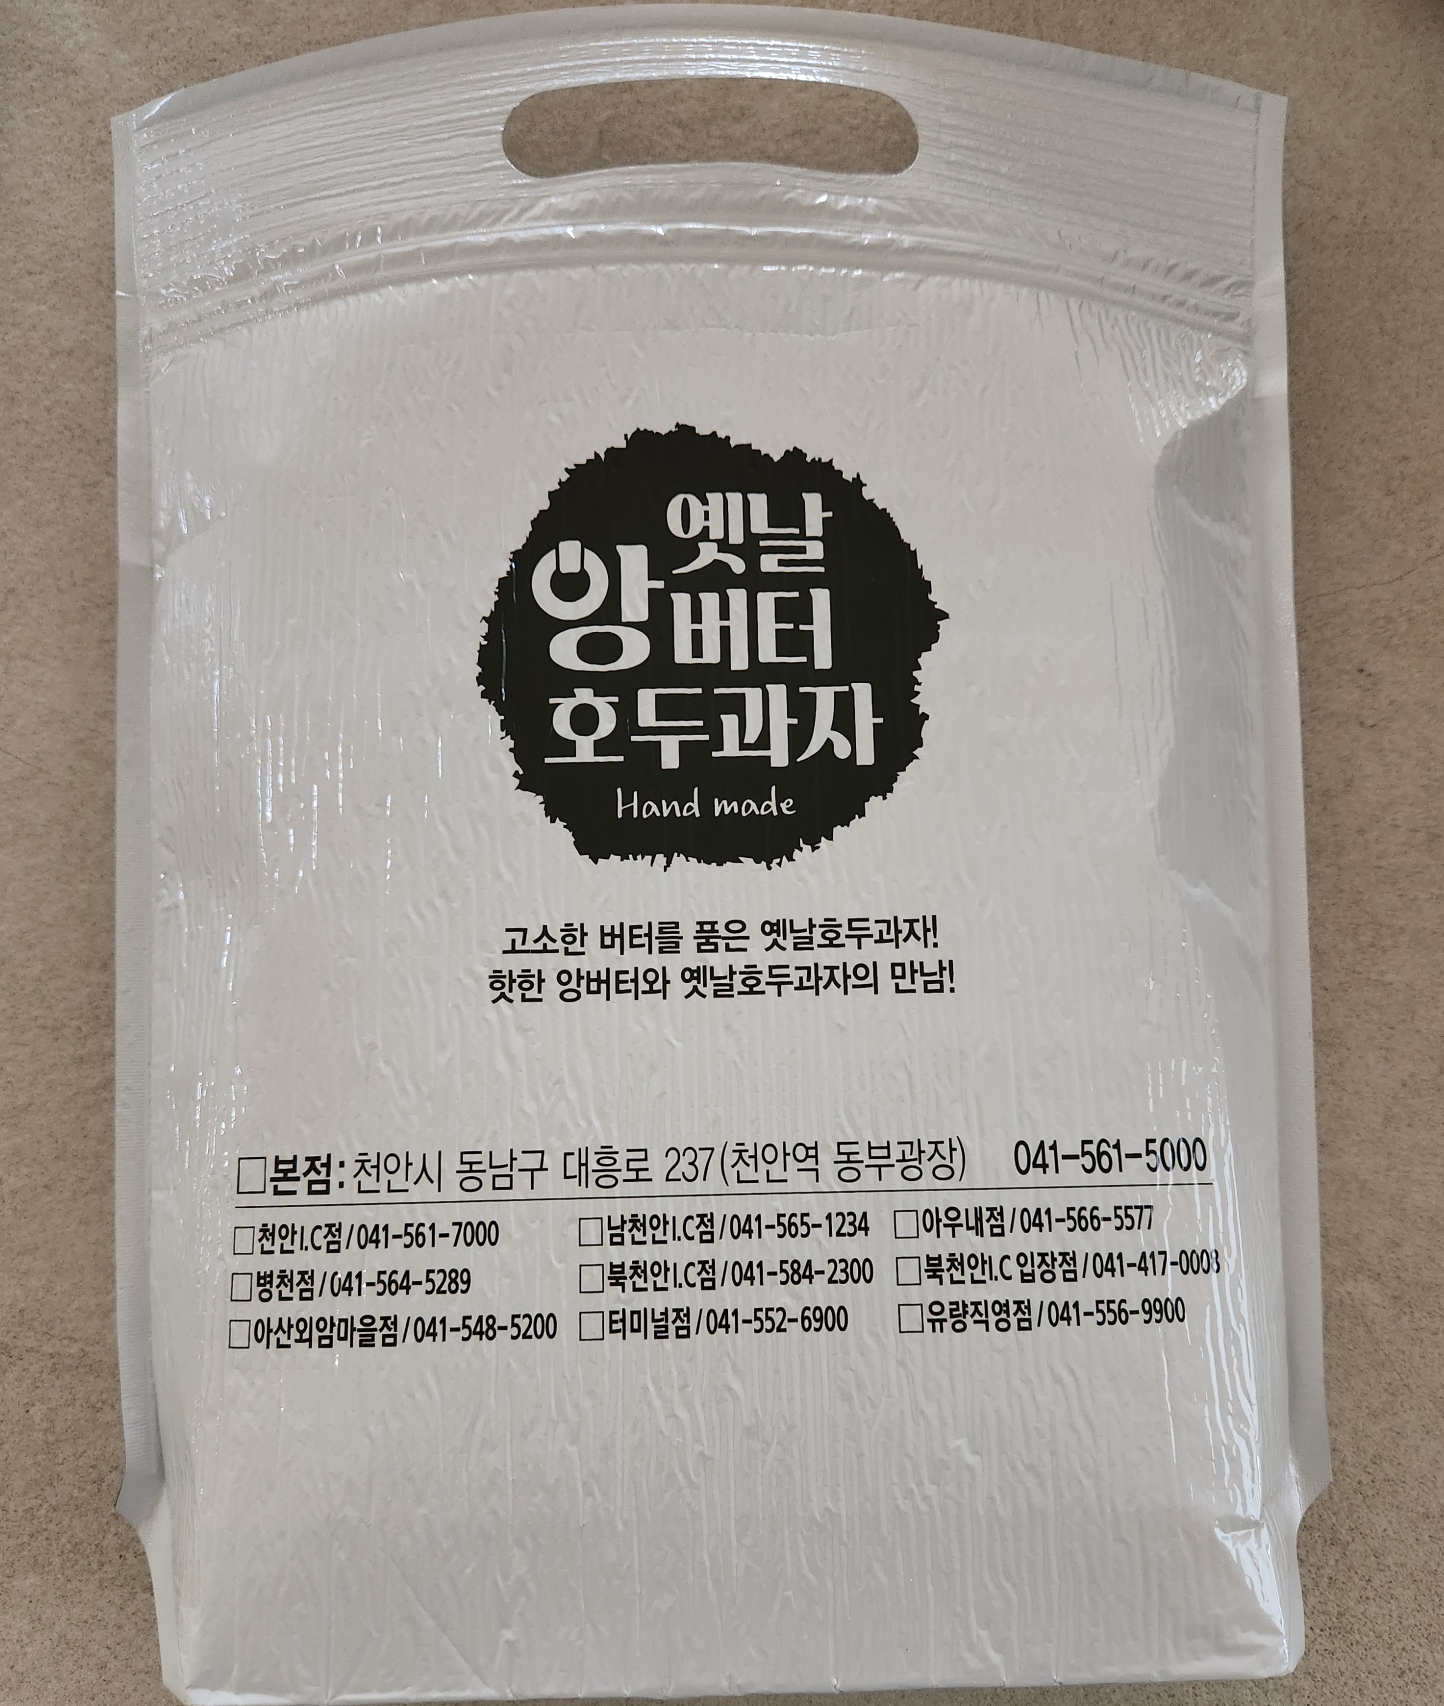 옛날
앙버터
호두과자
Hand made
고소한 버터를 품은 옛날호두과자!
핫한 앙버터와 옛날호두과자의 만남!
□본점: 천안시 동남구 대흥로 237(천안역 동부광장) 041-561-5000
□천안I.C점/041-561-7000 □남천안I.C점/041-565-1234 □아우내점/041-566-5577
□병천점/041-564-5289 □북천안I.C점/041-584-2300 □북천안I.C 입장점/041-417-0008
□아산외암마을점/041-548-5200 □터미널점/041-552-6900 □유량직영점/041-556-9900